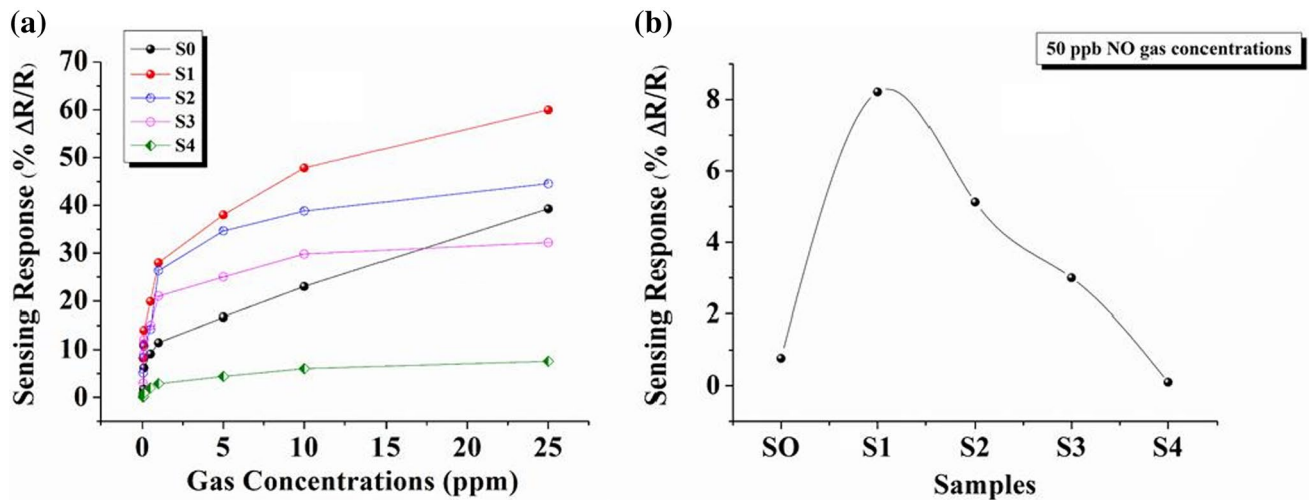 (a)
S0
S1
S2
S3
S4
Sensing Response (% ΔR/R)
70
60
50
40
30
20
10
0
0 5 10 15 20 25
Gas Concentrations (ppm)
(b)
50 ppb NO gas concentrations
Sensing Response (% ΔR/R)
8
6
4
2
0
SO S1 S2 S3 S4
Samples